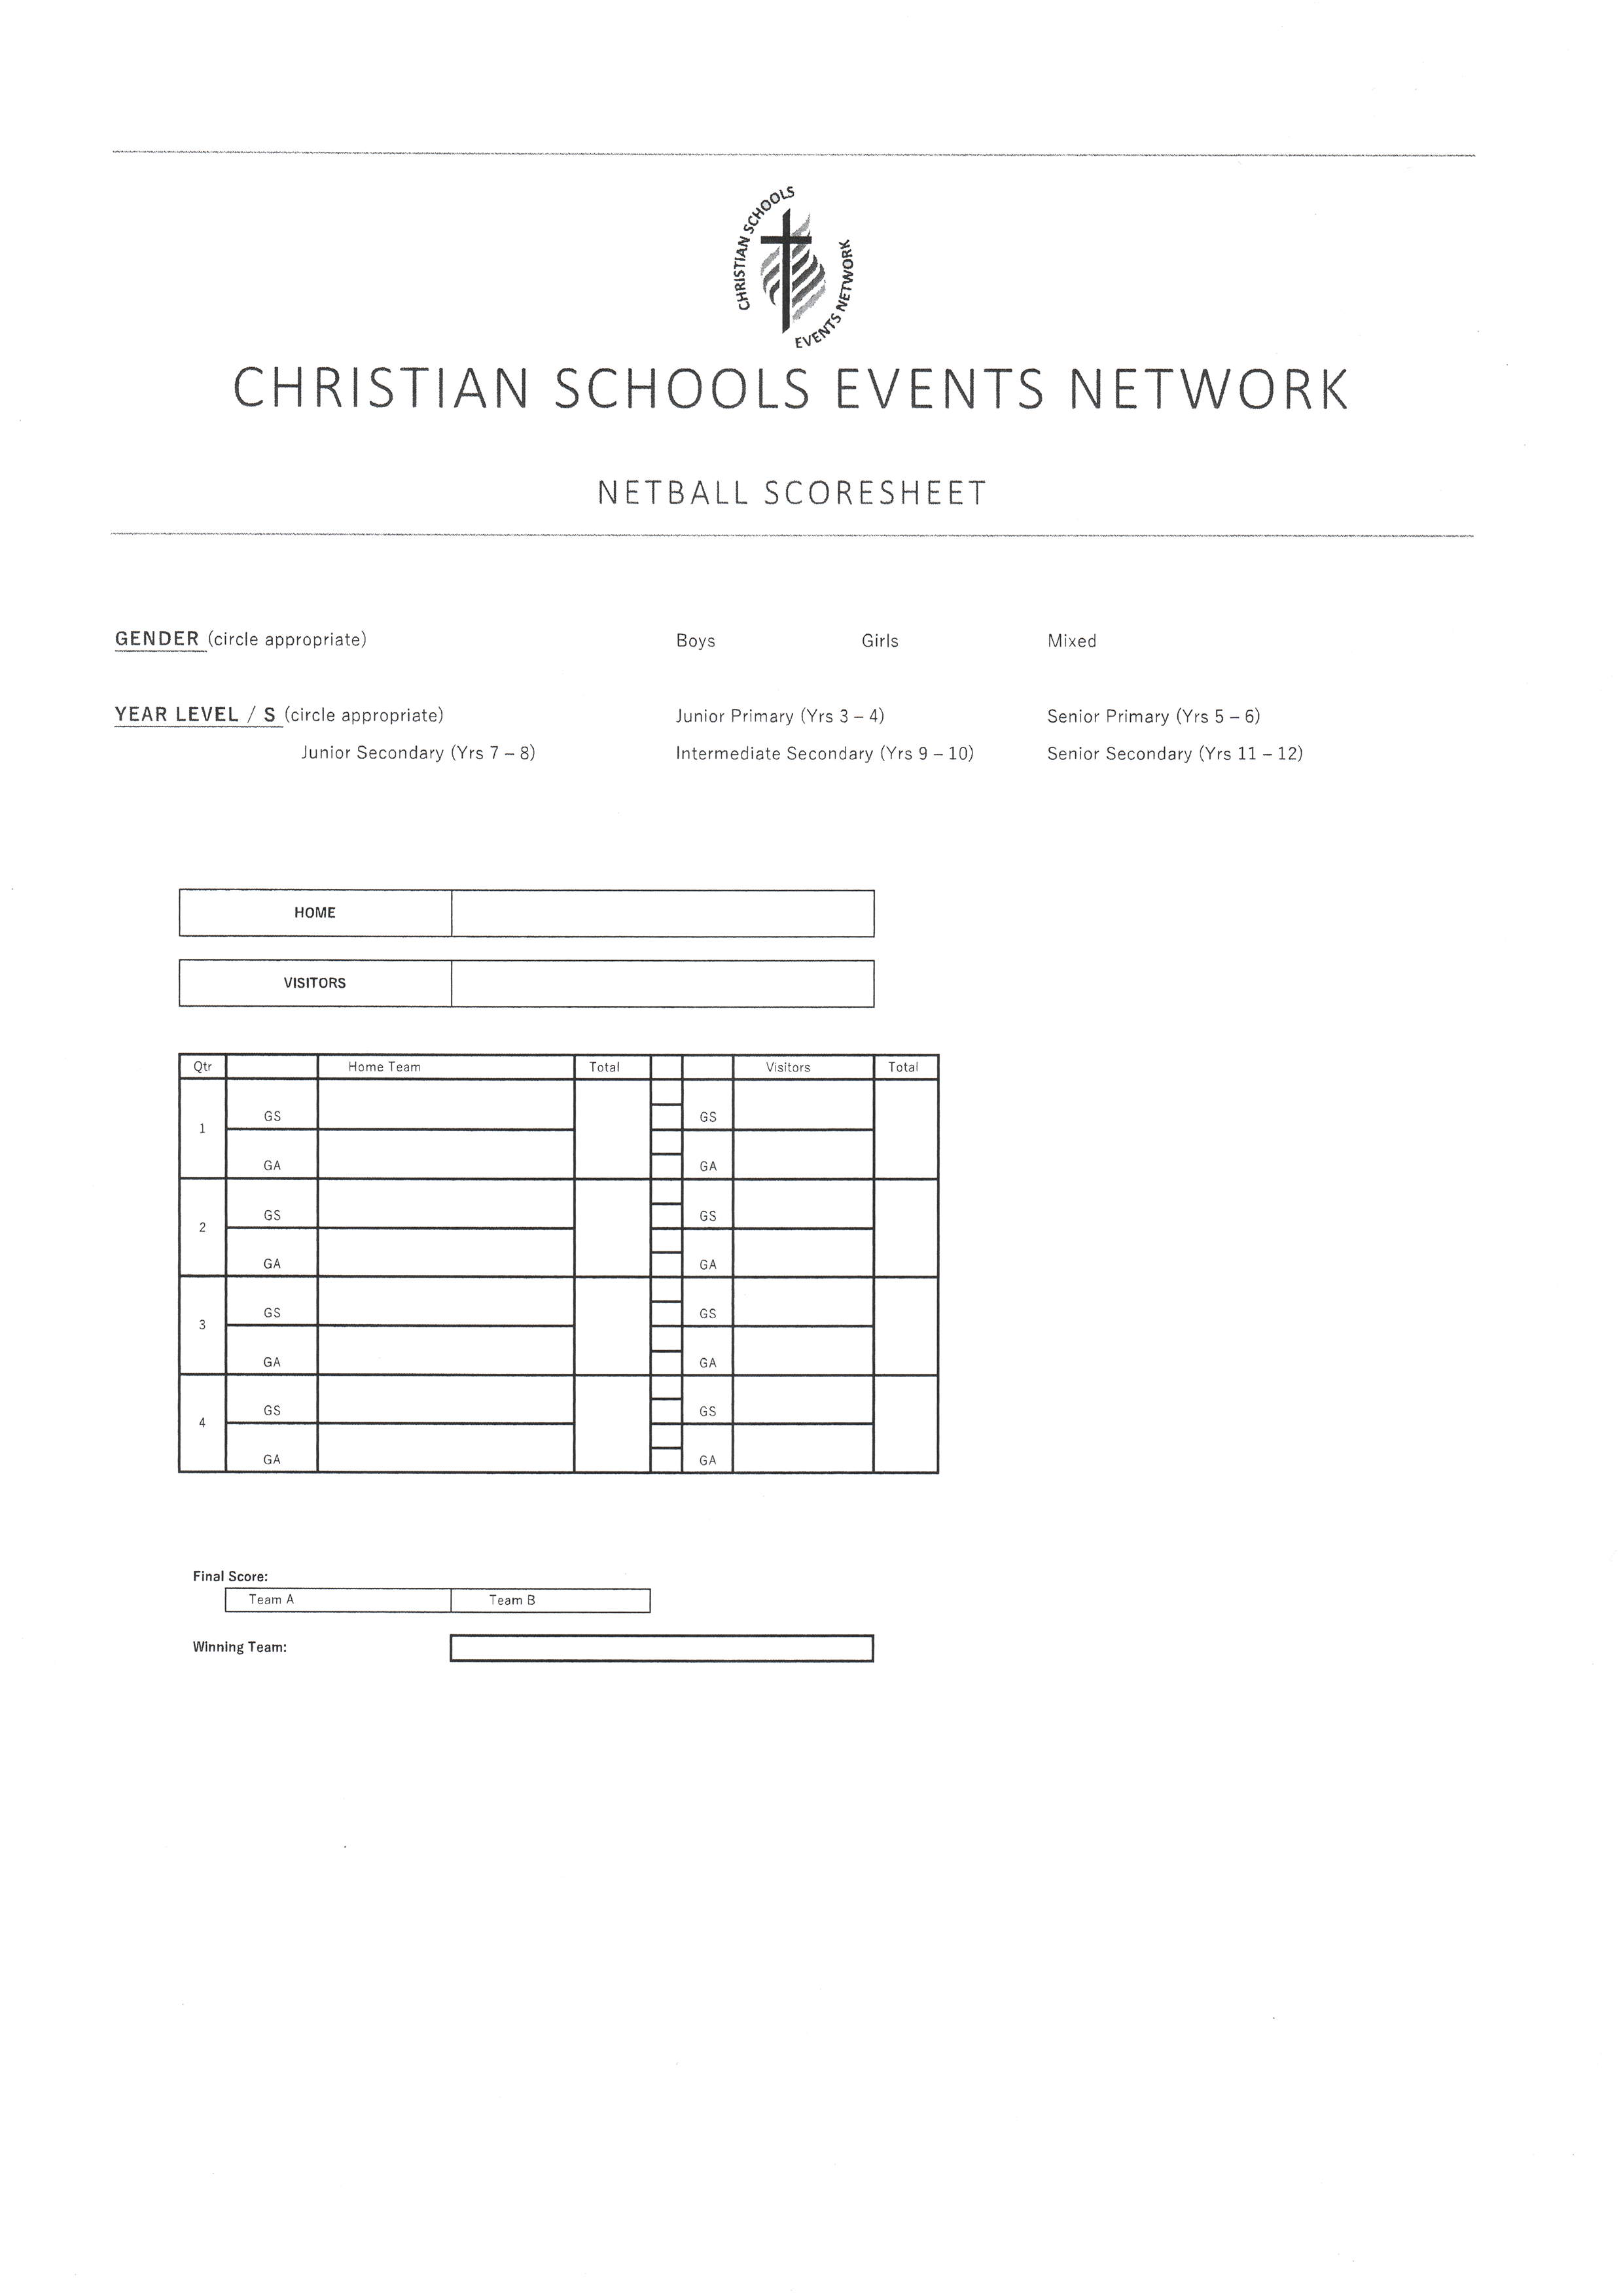 CHRISTIAN SCHOOLS
EVENTS NETWORK
CHRISTIAN SCHOOLS EVENTS NETWORK
NETBALL SCORESHEET
GENDER (circle appropriate) Boys Girls Mixed
YEAR LEVEL / S (circle appropriate) Junior Primary (Yrs 3 – 4) Senior Primary (Yrs 5 – 6)
Junior Secondary (Yrs 7 – 8) Intermediate Secondary (Yrs 9 – 10) Senior Secondary (Yrs 11 – 12)
HOME
VISITORS
Qtr Home Team Total Visitors Total
GS GS
1
GA GA
GS GS
2
GA GA
GS GS
3
GA GA
GS GS
4
GA GA
Final Score:
Team A Team B
Winning Team: